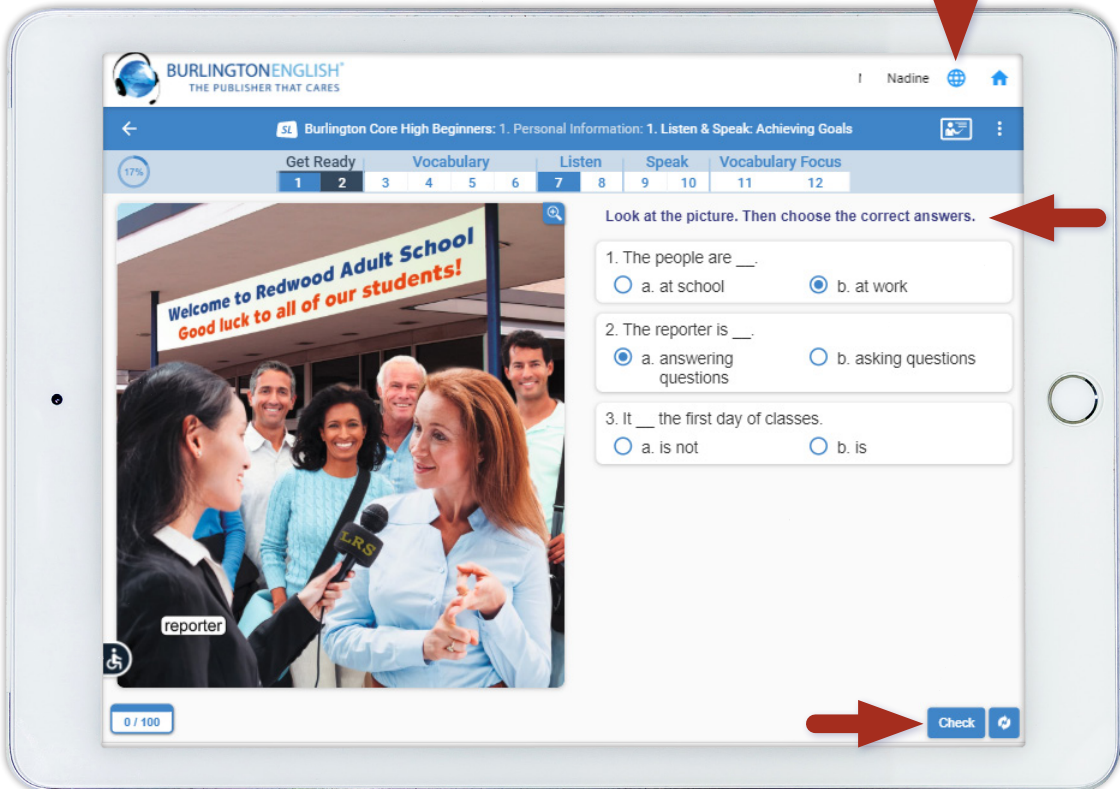 BURLINGTONENGLISH®
THE PUBLISHER THAT CARES
Nadine
SL Burlington Core High Beginners: 1. Personal Information: 1. Listen & Speak: Achieving Goals
17%
Get Ready Vocabulary Listen Speak Vocabulary Focus
1 2 3 4 5 6 7 8 9 10 11 12
Welcome to Redwood Adult School
Good luck to all of our students!
LRS
reporter
Look at the picture. Then choose the correct answers.
1. The people are __.
a. at school b. at work
2. The reporter is __.
a. answering
questions
b. asking questions
3. It __ the first day of classes.
a. is not b. is
0 / 100
Check